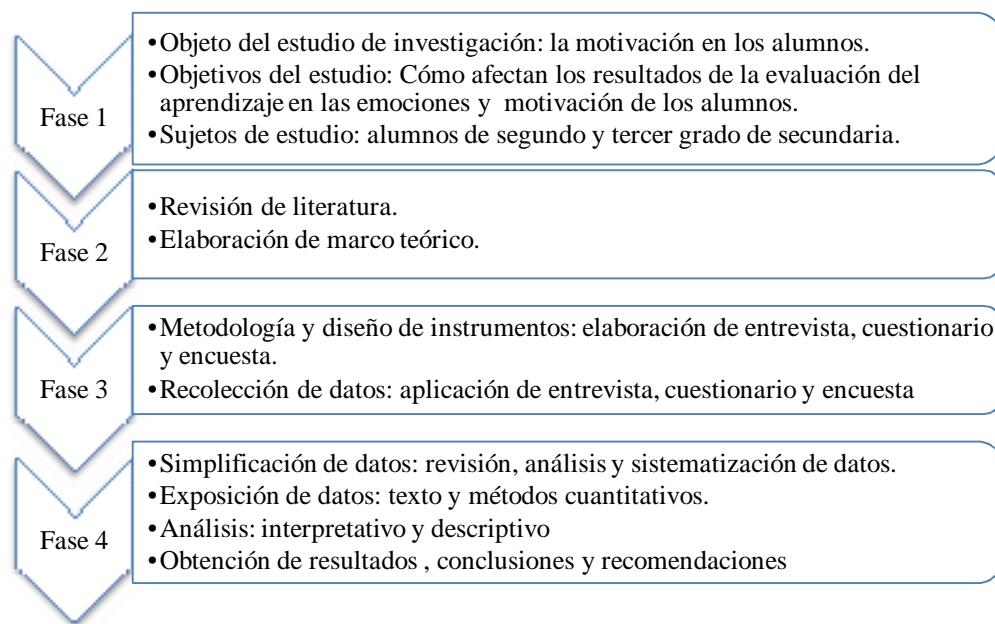 Fase 1
•Objeto del estudio de investigación: la motivación en los alumnos.
•Objetivos del estudio: Cómo afectan los resultados de la evaluación del
aprendizaje en las emociones y motivación de los alumnos.
•Sujetos de estudio: alumnos de segundo y tercer grado de secundaria.
Fase 2
•Revisión de literatura.
•Elaboración de marco teórico.
Fase 3
•Metodología y diseño de instrumentos: elaboración de entrevista, cuestionario
y encuesta.
•Recolección de datos: aplicación de entrevista, cuestionario y encuesta
Fase 4
•Simplificación de datos: revisión, análisis y sistematización de datos.
•Exposición de datos: texto y métodos cuantitativos.
•Análisis: interpretativo y descriptivo
•Obtención de resultados , conclusiones y recomendaciones